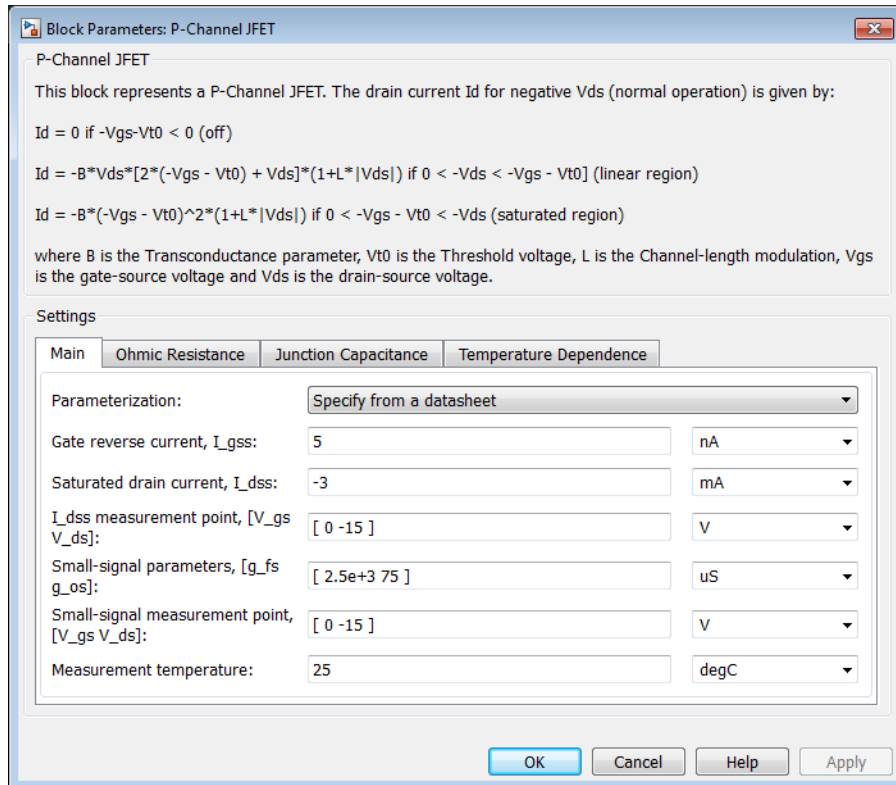 Block Parameters: P-Channel JFET
P-Channel JFET
This block represents a P-Channel JFET. The drain current Id for negative Vds (normal operation) is given by:
Id = 0 if -Vgs-Vt0 < 0 (off)
Id = -B*Vds*[2*(-Vgs - Vt0) + Vds]*(1+L*|Vds|) if 0 < -Vds < -Vgs - Vt0] (linear region)
Id = -B*(-Vgs - Vt0)^2*(1+L*|Vds|) if 0 < -Vgs - Vt0 < -Vds (saturated region)
where B is the Transconductance parameter, Vt0 is the Threshold voltage, L is the Channel-length modulation, Vgs
is the gate-source voltage and Vds is the drain-source voltage.
Settings
Main Ohmic Resistance Junction Capacitance Temperature Dependence
Parameterization: Specify from a datasheet
Gate reverse current, I_gss: 5 nA
Saturated drain current, I_dss: -3 mA
I_dss measurement point, [V_gs
V_ds]: [ 0 -15 ] V
Small-signal parameters, [g_fs
g_os]: [ 2.5e+3 75 ] uS
Small-signal measurement point,
[V_gs V_ds]: [ 0 -15 ] V
Measurement temperature: 25 degC
OK Cancel Help Apply